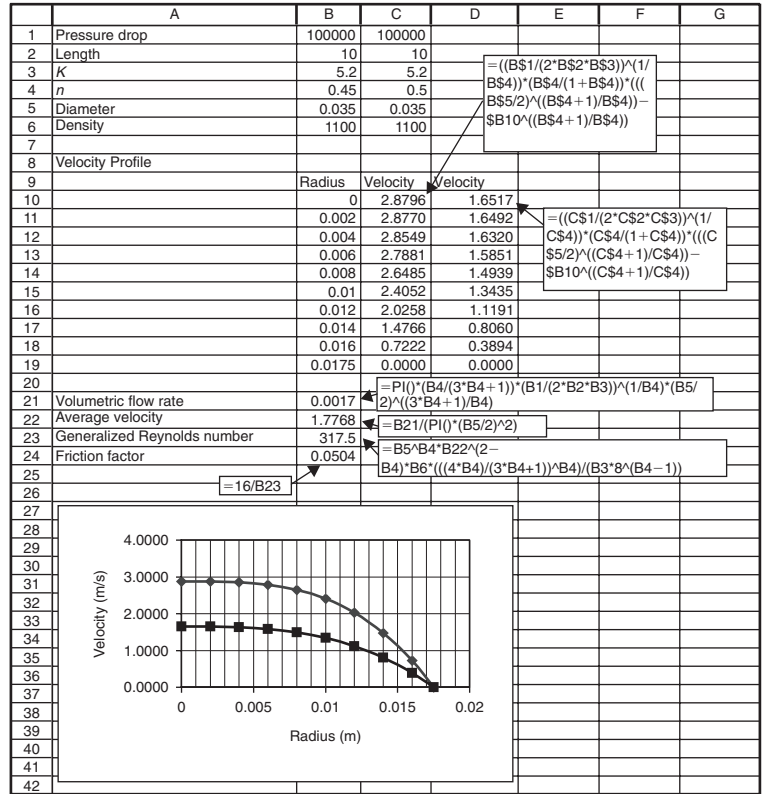 A B C D E F G
1 Pressure drop 100000 100000
2 Length 10 10
3 K 5.2 5.2
4 n 0.45 0.5
5 Diameter 0.035 0.035
6 Density 1100 1100
=((B$1/(2*B$2*B$3))^(1/
B$4))*(B$4/(1+B$4))*(((
B$5/2)^((B$4+1)/B$4))−
$B10^((B$4+1)/B$4))
7
8 Velocity Profile
9 Radius Velocity Velocity
10 0 2.8796 1.6517
11 0.002 2.8770 1.6492
12 0.004 2.8549 1.6320
13 0.006 2.7881 1.5851
14 0.008 2.6485 1.4939
15 0.01 2.4052 1.3435
16 0.012 2.0258 1.1191
17 0.014 1.4766 0.8060
18 0.016 0.7222 0.3894
19 0.0175 0.0000 0.0000
=((C$1/(2*C$2*C$3))^(1/
C$4))*(C$4/(1+C$4))*(((C
$5/2)^((C$4+1)/C$4))−
$B10^((C$4+1)/C$4))
20
=PI()*(B4/(3*B4+1))*(B1/(2*B2*B3))^(1/B4)*(B5/
2)^((3*B4+1)/B4)
21 Volumetric flow rate 0.0017
22 Average velocity 1.7768
=B21/(PI()*(B5/2)^2)
23 Generalized Reynolds number 317.5
=B5^B4*B22^(2−
B4)*B6*(((4*B4)/(3*B4+1))^B4)/(B3*8^(B4−1))
24 Friction factor 0.0504
25
=16/B23
26
27
28
29
30
31
32
33
34
35
36
37
38
39
40
41
42
4.0000
3.0000
2.0000
1.0000
0.0000
Velocity (m/s)
0 0.005 0.01 0.015 0.02
Radius (m)